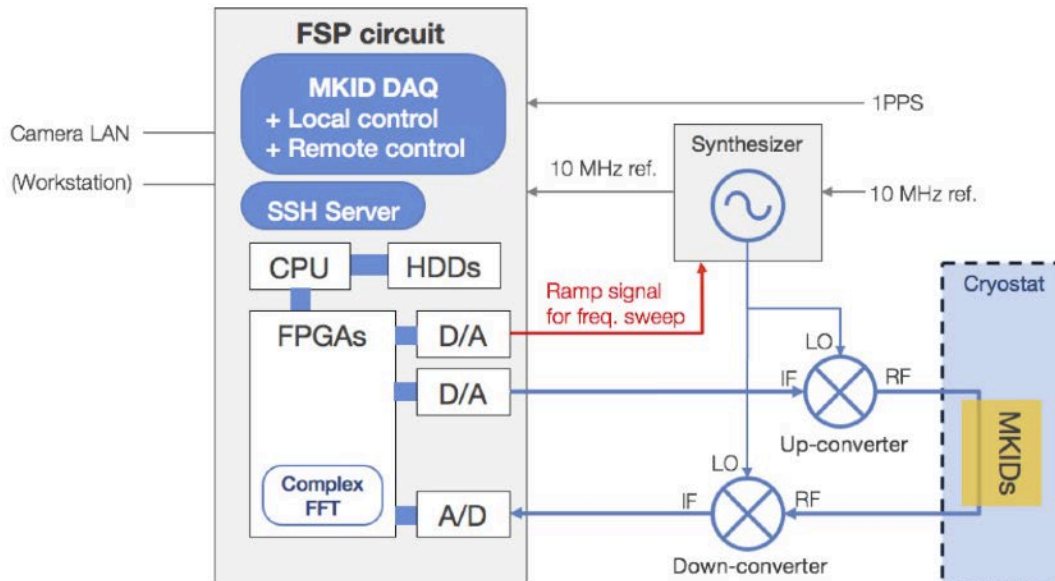 FSP circuit
MKID DAQ
+ Local control
+ Remote control
SSH Server
CPU
HDDs
FPGAs
D/A
D/A
Complex
FFT
A/D
Camera LAN
(Workstation)
1PPS
Synthesizer
10 MHz ref.
10 MHz ref.
Ramp signal
for freq. sweep
LO
IF
RF
Up-converter
LO
IF
RF
Down-converter
Cryostat
MKIDs